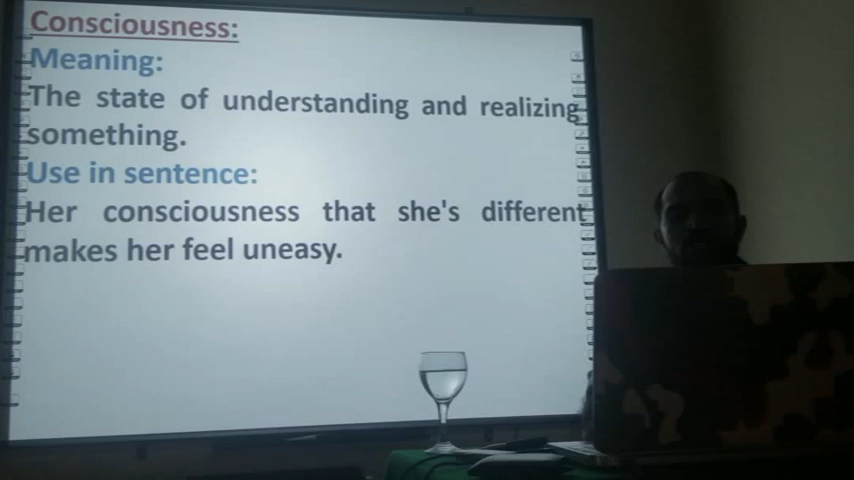 Consciousness:
Meaning:
The state of understanding and realizing
something.
Use in sentence:
Her consciousness that she's different
makes her feel uneasy.